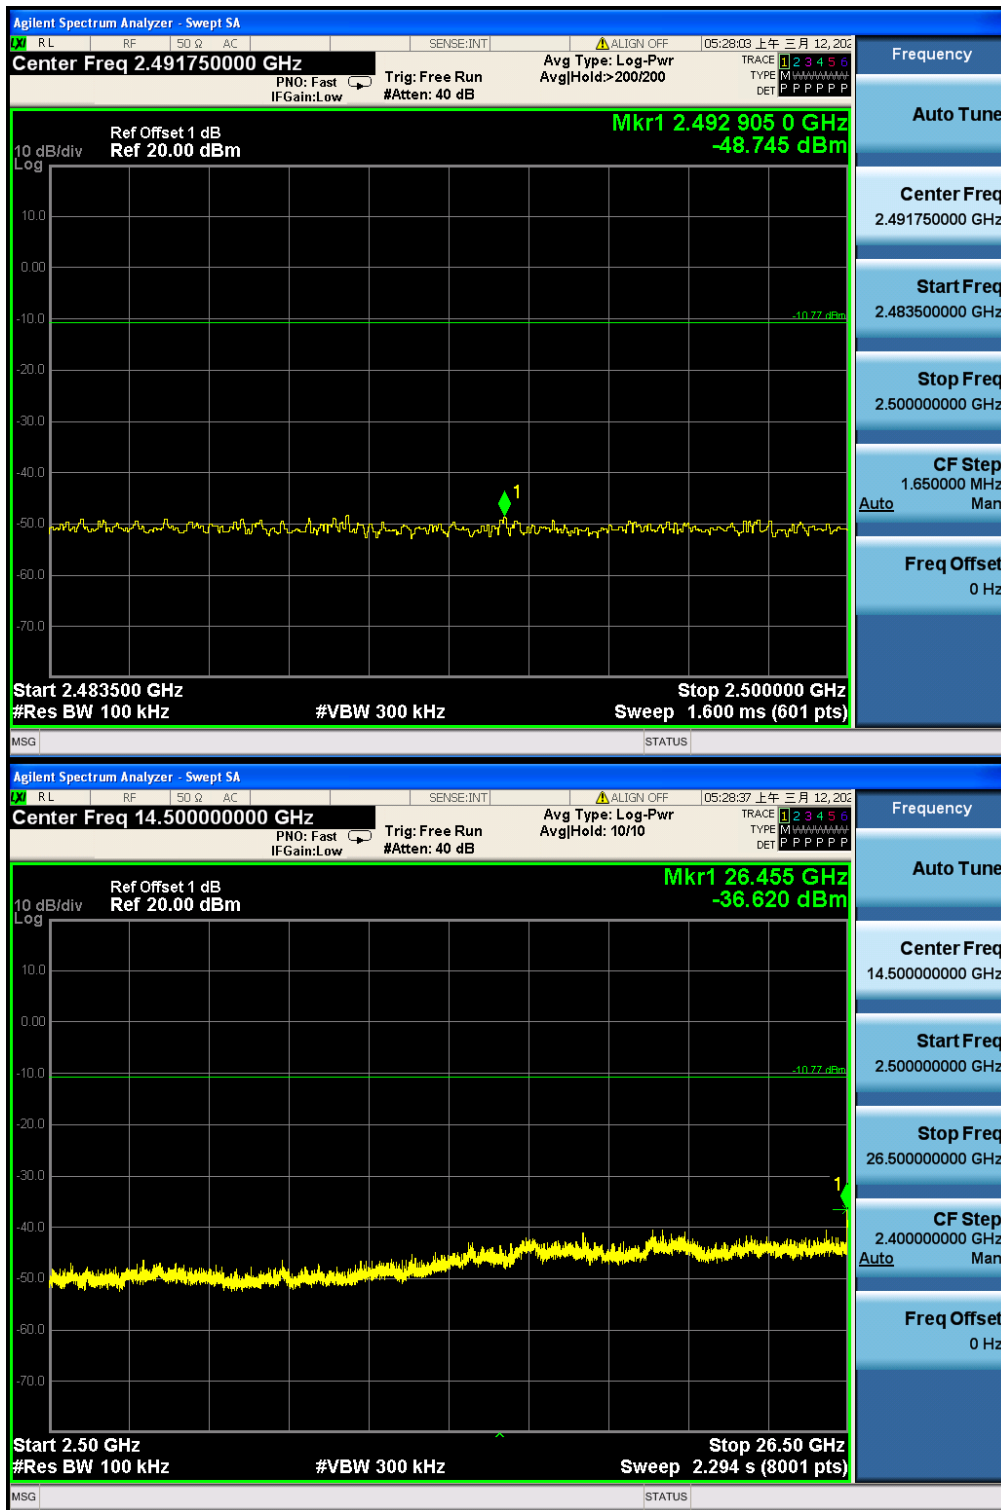 Agilent Spectrum Analyzer - Swept SA
LXI RL RF 50 Ω AC SENSE:INT ALIGN OFF 05:28:03 上午 三月 12, 202
Center Freq 2.491750000 GHz
PNO: Fast
IFGain:Low
Trig: Free Run
#Atten: 40 dB
Avg Type: Log-Pwr
Avg|Hold:>200/200
TRACE 1 2 3 4 5 6
TYPE M
DET P P P P P P
Ref Offset 1 dB
10 dB/div Ref 20.00 dBm
Log
Mkr1 2.492 905 0 GHz
-48.745 dBm
10.0
0.00
-10.0
-10.77 dBm
-20.0
-30.0
-40.0
1
-50.0
-60.0
-70.0
Start 2.483500 GHz Stop 2.500000 GHz
#Res BW 100 kHz #VBW 300 kHz Sweep 1.600 ms (601 pts)
MSG STATUS
Frequency
Auto Tune
Center Freq
2.491750000 GHz
Start Freq
2.483500000 GHz
Stop Freq
2.500000000 GHz
CF Step
1.650000 MHz
Auto Man
Freq Offset
0 Hz
Agilent Spectrum Analyzer - Swept SA
LXI RL RF 50 Ω AC SENSE:INT ALIGN OFF 05:28:37 上午 三月 12, 202
Center Freq 14.500000000 GHz
PNO: Fast
IFGain:Low
Trig: Free Run
#Atten: 40 dB
Avg Type: Log-Pwr
Avg|Hold: 10/10
TRACE 1 2 3 4 5 6
TYPE M
DET P P P P P P
Ref Offset 1 dB
10 dB/div Ref 20.00 dBm
Log
Mkr1 26.455 GHz
-36.620 dBm
10.0
0.00
-10.0
-10.77 dBm
-20.0
-30.0
1
-40.0
-50.0
-60.0
-70.0
Start 2.50 GHz Stop 26.50 GHz
#Res BW 100 kHz #VBW 300 kHz Sweep 2.294 s (8001 pts)
MSG STATUS
Frequency
Auto Tune
Center Freq
14.500000000 GHz
Start Freq
2.500000000 GHz
Stop Freq
26.500000000 GHz
CF Step
2.400000000 GHz
Auto Man
Freq Offset
0 Hz